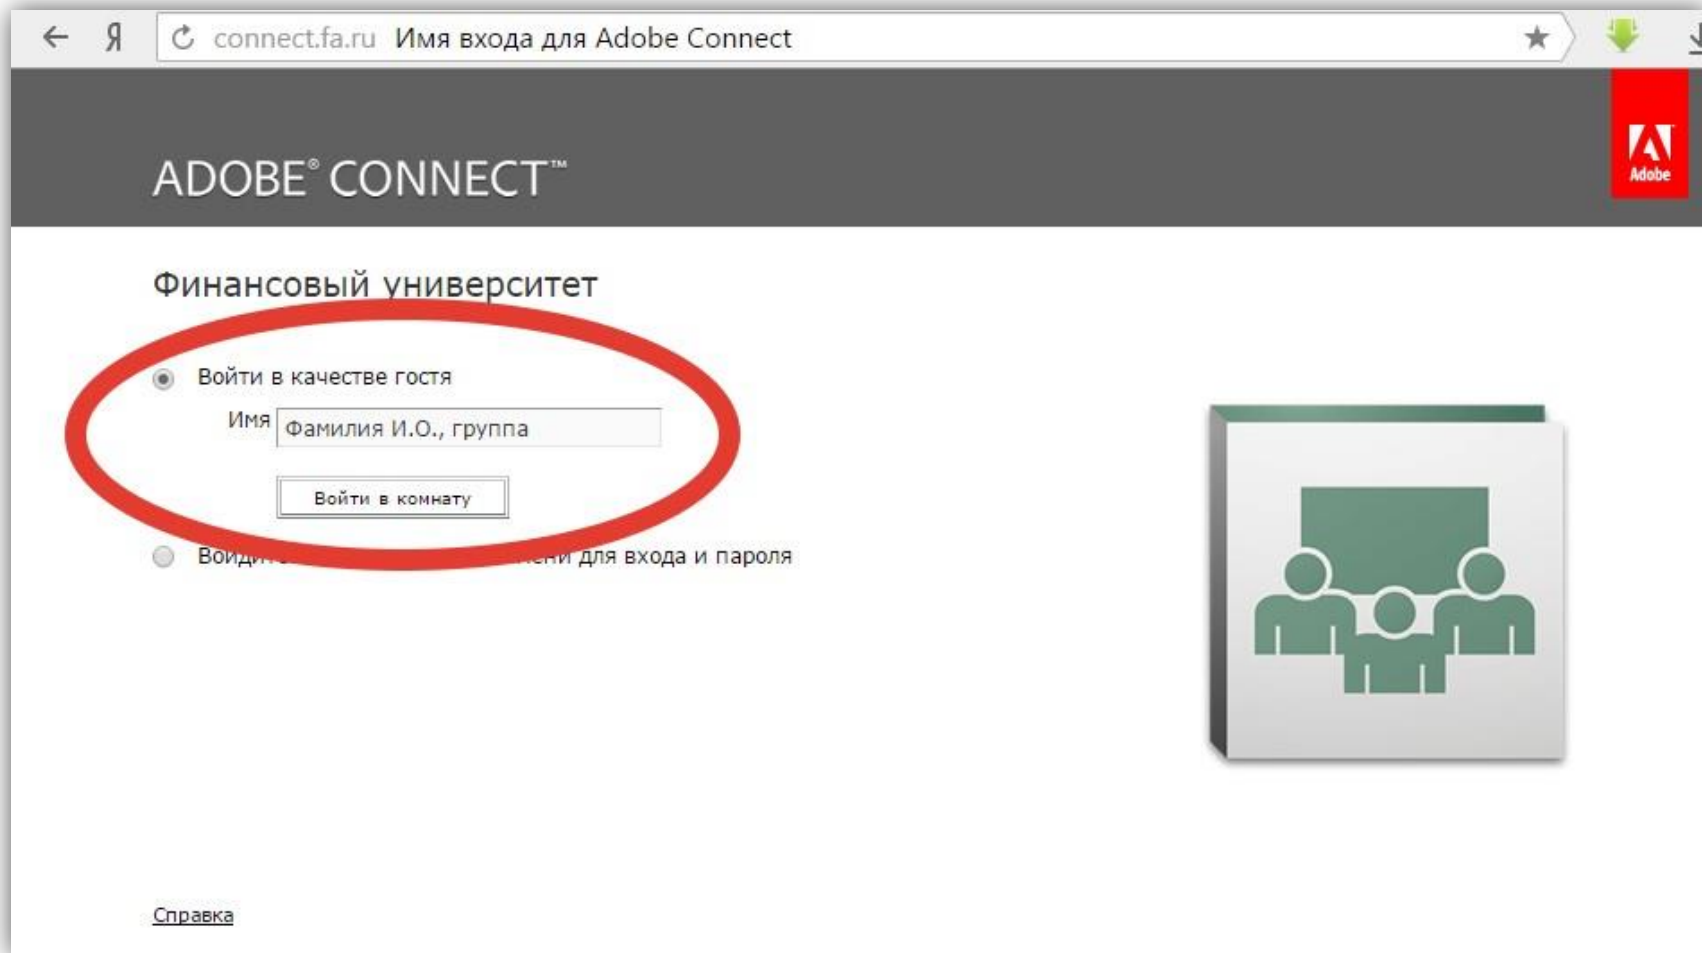 Я connect.fa.ru Имя входа для Adobe Connect
ADOBE® CONNECT™
Adobe
Финансовый университет
Войти в качестве гостя
Имя Фамилия И.О., группа
Войти в комнату
для входа и пароля
Справка